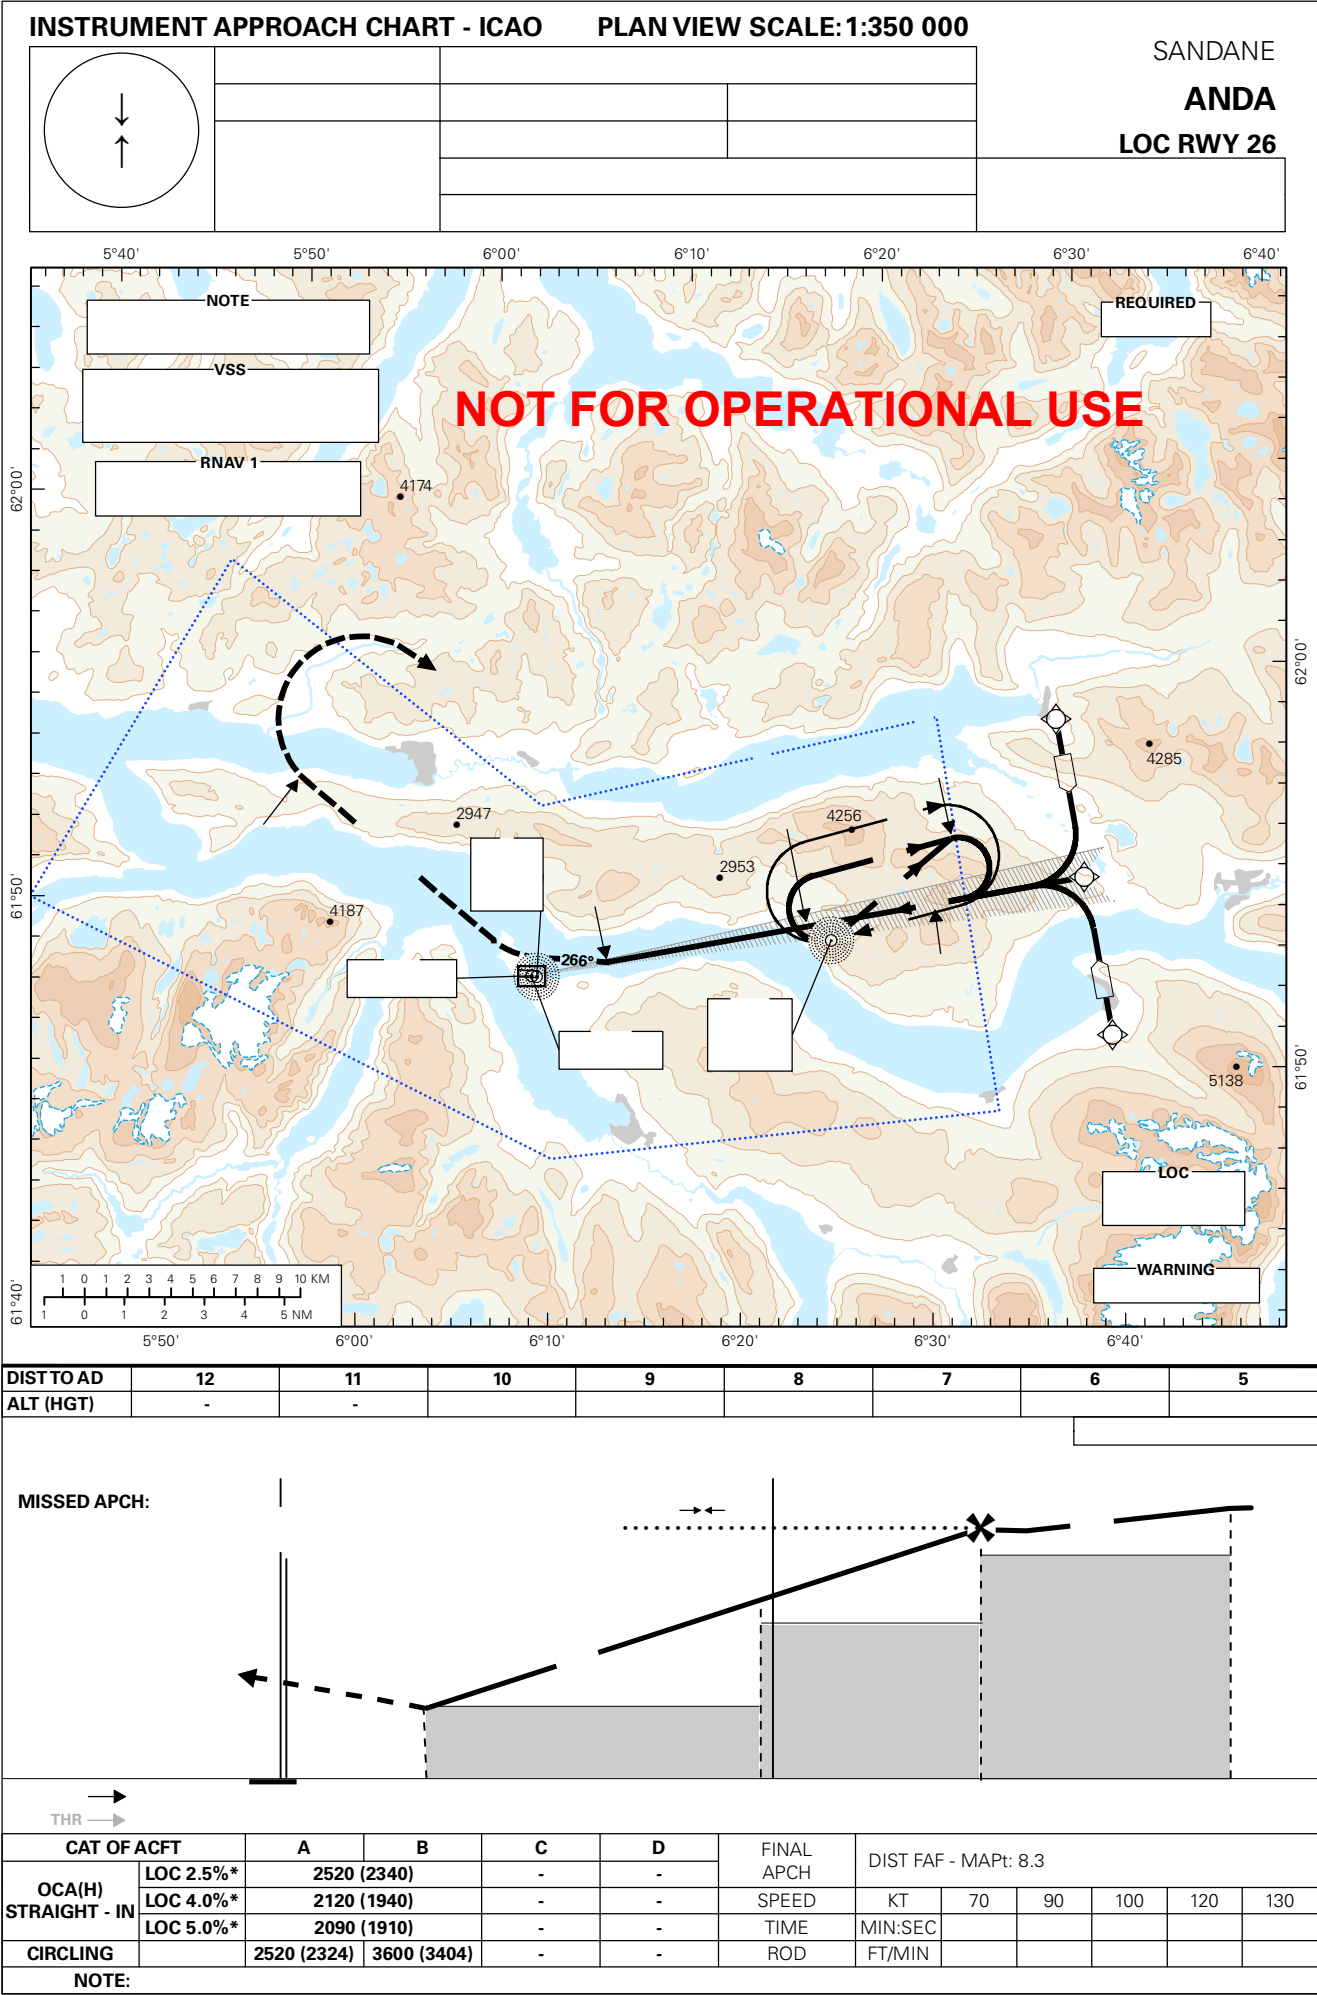 INSTRUMENT APPROACH CHART - ICAO PLAN VIEW SCALE: 1:350 000
SANDANE
ANDA
LOC RWY 26
5°40' 5°50' 6°00' 6°10' 6°20' 6°30' 6°40'
NOTE
REQUIRED
VSS
NOT FOR OPERATIONAL USE
RNAV 1
4174
62°00'
62°00'
4285
2947
4256
2953
61°50'
4187
266°
5138
61°50'
LOC
WARNING
61°40'
1 0 1 2 3 4 5 6 7 8 9 10 KM
1 0 1 2 3 4 5 NM
5°50' 6°00' 6°10' 6°20' 6°30' 6°40'
DIST TO AD 12 11 10 9 8 7 6 5
ALT (HGT) - -
MISSED APCH:
THR
CAT OF ACFT A B C D FINAL APCH DIST FAF - MAPt: 8.3
OCA(H) STRAIGHT - IN LOC 2.5%* 2520 (2340) - -
LOC 4.0%* 2120 (1940) - - SPEED KT 70 90 100 120 130
LOC 5.0%* 2090 (1910) - - TIME MIN:SEC
CIRCLING 2520 (2324) 3600 (3404) - - ROD FT/MIN
NOTE: